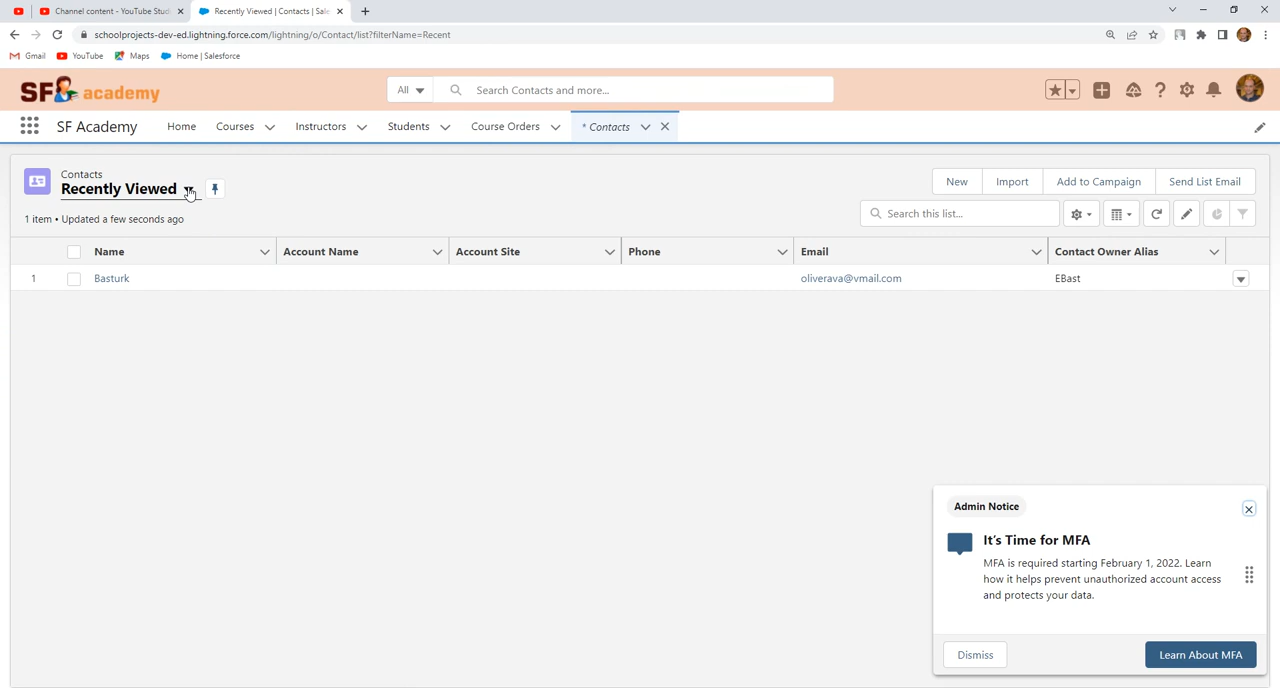 Channel content - YouTube Stud
Recently Viewed | Contacts | Sale
schoolprojects-dev-ed.lightning.force.com/lightning/o/Contact/list?filterName=Recent
Gmail YouTube Maps Home | Salesforce
SF academy
All
Search Contacts and more...
SF Academy Home Courses Instructors Students Course Orders * Contacts
Contacts
Recently Viewed
New Import Add to Campaign Send List Email
1 item • Updated a few seconds ago
Search this list...
Name Account Name Account Site Phone Email Contact Owner Alias
1 Basturk oliverava@vmail.com EBast
Admin Notice
It's Time for MFA
MFA is required starting February 1, 2022. Learn
how it helps prevent unauthorized account access
and protects your data.
Dismiss Learn About MFA